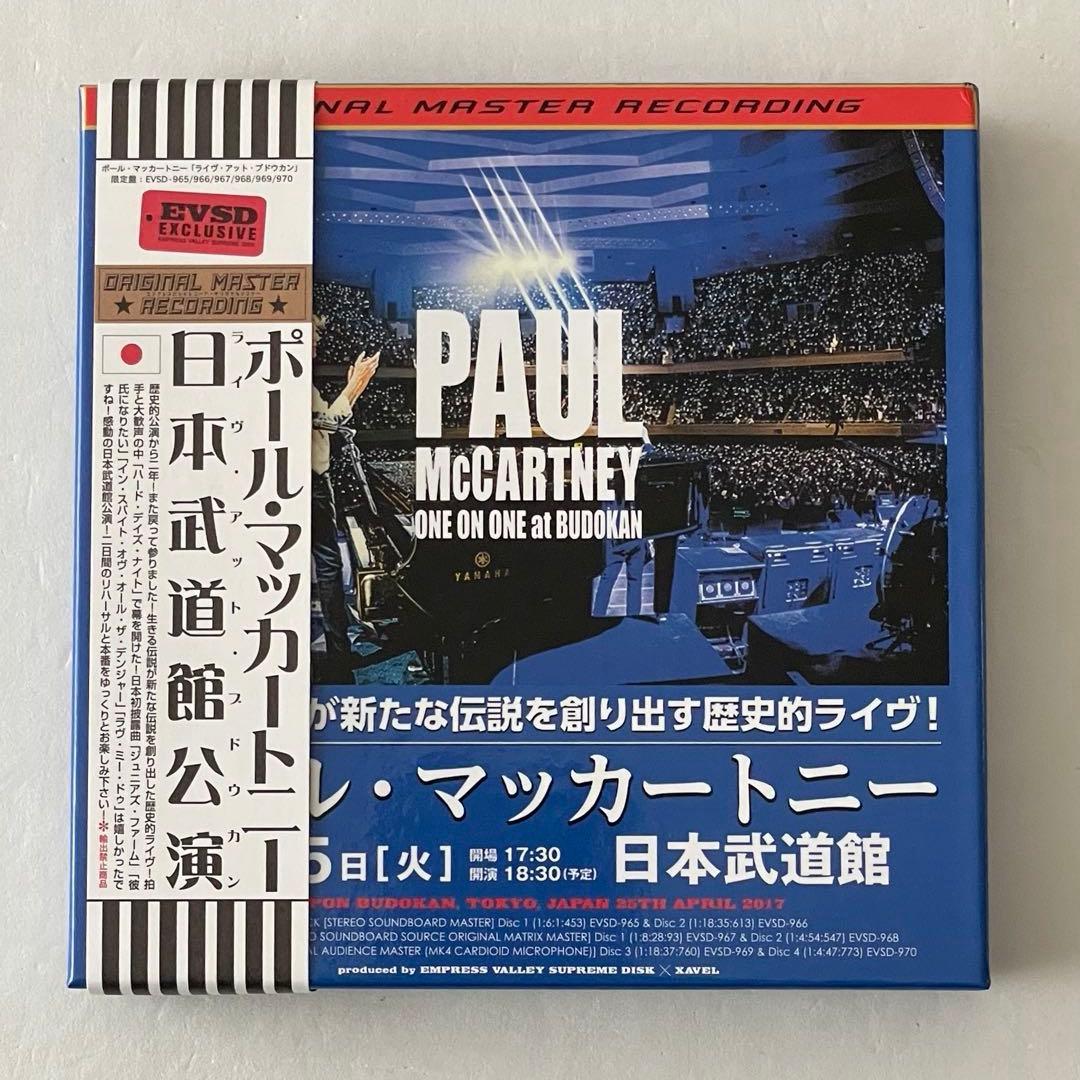 ポール・マッカートニー「ライヴ・アット・ブドウカン」
限定盤：EVSD-965/966/967/968/969/970
EVSD
EXCLUSIVE
EMPRESS VALLEY SUPREME DISK
ORIGINAL MASTER
RECORDING
ポール・マッカートニー
ライヴ・アット・ブドウカン
日本武道館公演
歴史的公演から二年！また戻って参りました！生きる伝説が新たな伝説を創り出した歴史的ライヴ！拍
手と大歓声の中「ハード・デイズ・ナイト」で幕を開けた！日本初披露曲「ジュニアズ・ファーム」「彼
氏になりたい」「イン・スパイト・オヴ・オール・ザ・デンジャー」「ラヴ・ミー・ドゥ」は嬉しかったで
すね！感動の日本武道館公演！二日間のリハーサルと本番をゆっくりとお楽しみ下さい！＊輸出禁止商品
NAL MASTER RECORDING
PAUL
McCARTNEY
ONE ON ONE at BUDOKAN
YAMAHA
が新たな伝説を創り出す歴史的ライヴ！
ル・マッカートニー
5日[火] 開場 17:30 開演 18:30(予定) 日本武道館
PON BUDOKAN, TOKYO, JAPAN 25TH APRIL 2017
CK [STEREO SOUNDBOARD MASTER] Disc 1 (1:6:1:453) EVSD-965 & Disc 2 (1:18:35:613) EVSD-966
D SOUNDBOARD SOURCE ORIGINAL MATRIX MASTER] Disc 1 (1:8:28:93) EVSD-967 & Disc 2 (1:4:54:547) EVSD-968
AL AUDIENCE MASTER (MK4 CARDIOID MICROPHONE)] Disc 3 (1:18:37:760) EVSD-969 & Disc 4 (1:4:47:773) EVSD-970
produced by EMPRESS VALLEY SUPREME DISK × XAVEL